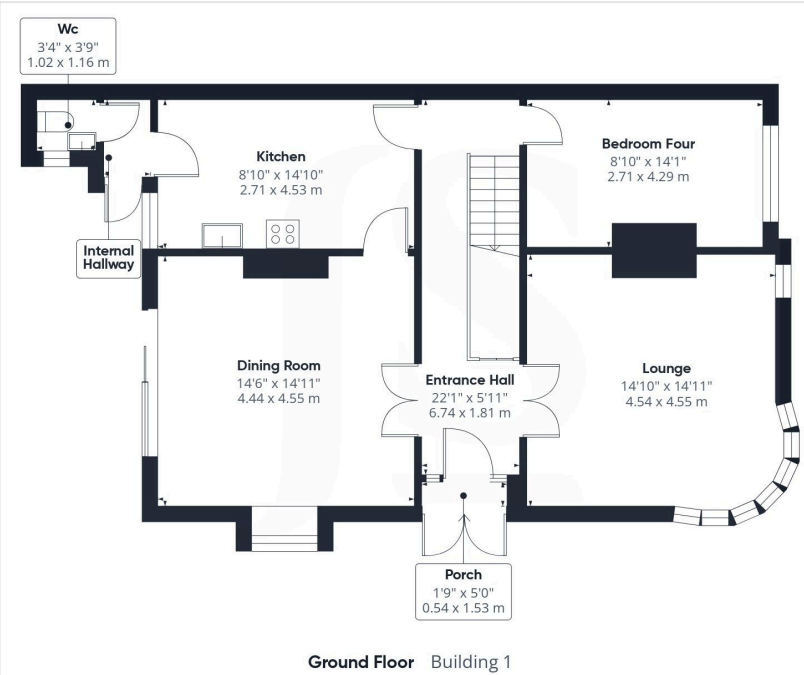 Wc
3'4" x 3'9"
1.02 x 1.16 m
Kitchen
8'10" x 14'10"
2.71 x 4.53 m
Bedroom Four
8'10" x 14'1"
2.71 x 4.29 m
Internal
Hallway
Dining Room
14'6" x 14'11"
4.44 x 4.55 m
Entrance Hall
22'1" x 5'11"
6.74 x 1.81 m
Lounge
14'10" x 14'11"
4.54 x 4.55 m
Porch
1'9" x 5'0"
0.54 x 1.53 m
Ground Floor Building 1